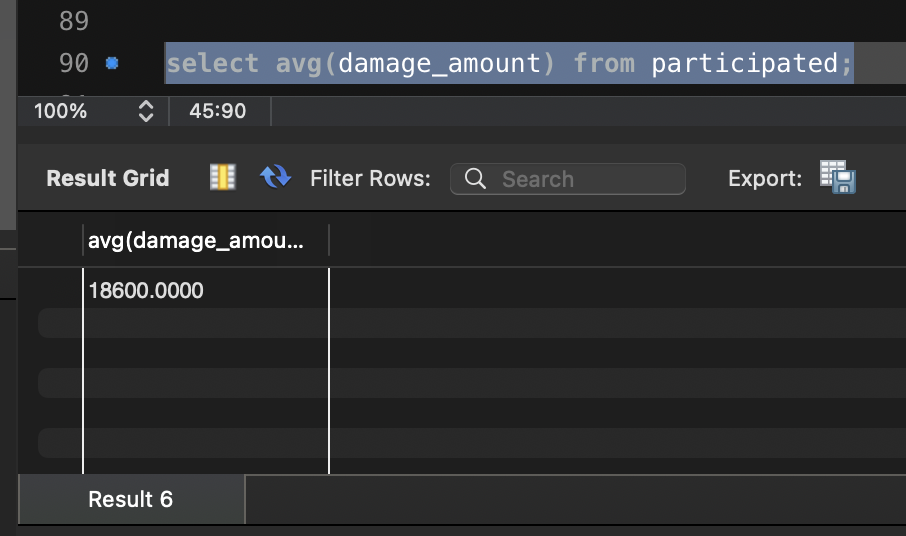 89
90 select avg(damage_amount) from participated;
100% 45:90
Result Grid Filter Rows: Search Export:
avg(damage_amou...
18600.0000
Result 6